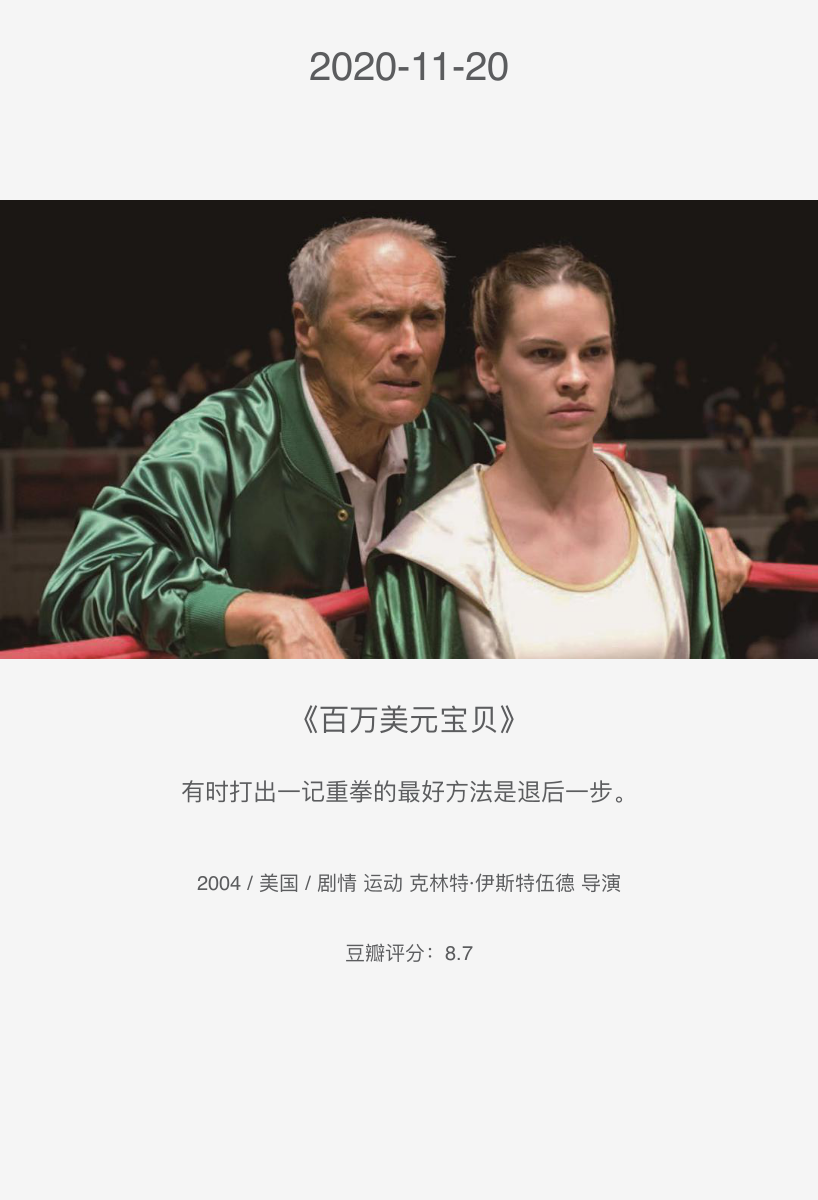 2020-11-20
《百万美元宝贝》
有时打出一记重拳的最好方法是退后一步。
2004 / 美国 / 剧情 运动 克林特·伊斯特伍德 导演
豆瓣评分：8.7